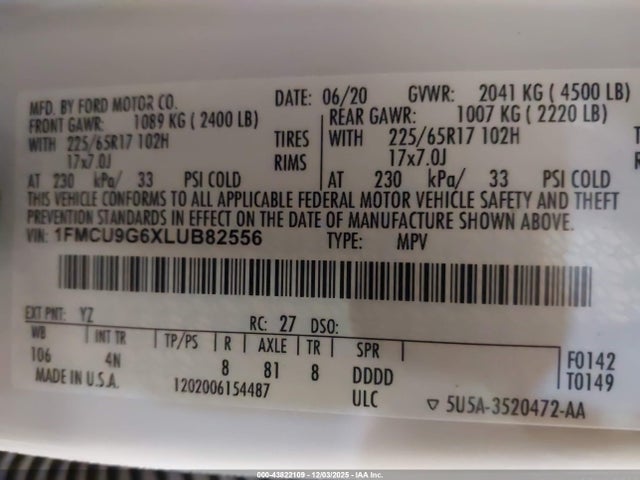 MFD. BY FORD MOTOR CO.
DATE: 06/20 GVWR: 2041 KG ( 4500 LB)
FRONT GAWR: 1089 KG ( 2400 LB) REAR GAWR: 1007 KG ( 2220 LB)
WITH 225/65R17 102H TIRES WITH 225/65R17 102H
17x7.0J RIMS 17x7.0J
AT 230 kPa/ 33 PSI COLD AT 230 kPa/ 33 PSI COLD
THIS VEHICLE CONFORMS TO ALL APPLICABLE FEDERAL MOTOR VEHICLE SAFETY AND THEFT
PREVENTION STANDARDS IN EFFECT ON THE DATE OF MANUFACTURE SHOWN ABOVE.
VIN: 1FMCU9G6XLUB82556 TYPE: MPV
EXT PNT: YZ RC: 27 DSO:
WB INT TR TP/PS R AXLE TR SPR
106 4N 8 81 8 DDDD F0142
MADE IN U.S.A. 1202006154487 ULC T0149
▽ 5U5A-3520472-AA
000-43822109 - 12/03/2025 - IAA Inc.